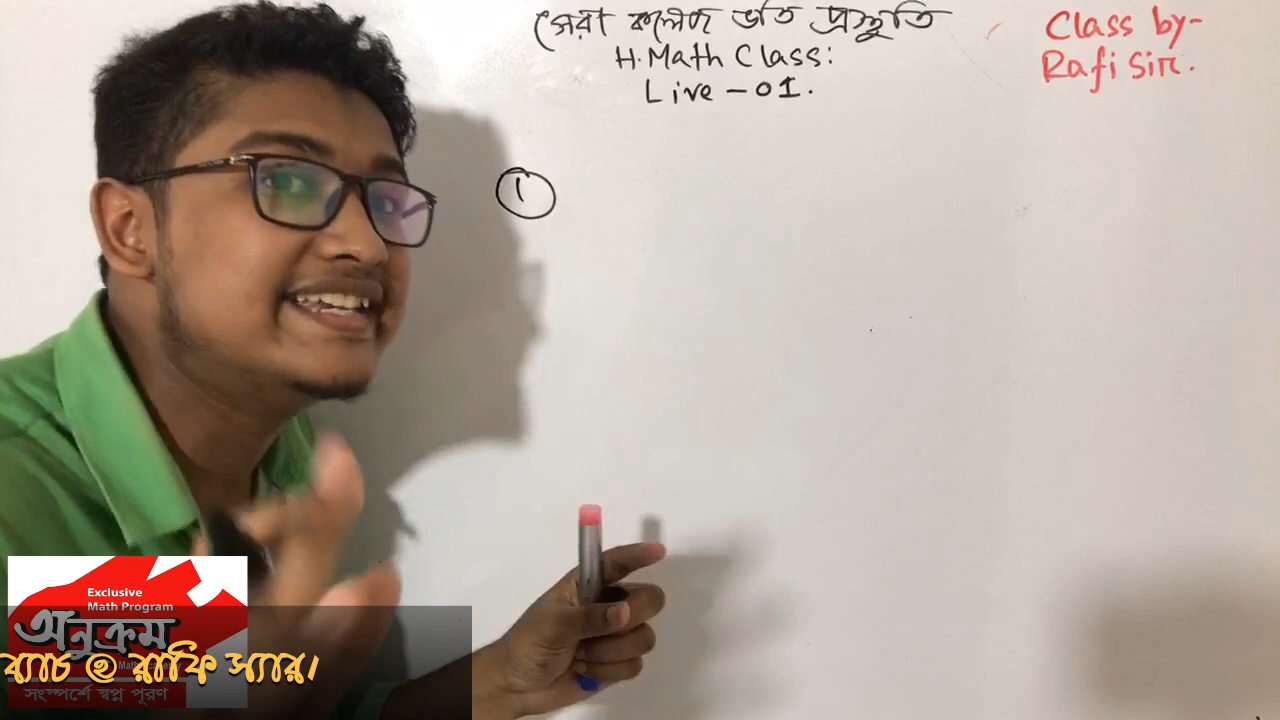 সেরা কলেজ ভর্তি প্রস্তুতি
H.Math Class:
Live - 01.
Class by-
Rafi Sir.
1
Exclusive
Math Program
অনুক্রম
ব্যাচ @ রাফি স্যার।
সংস্পর্শে স্বপ্ন পূরণ